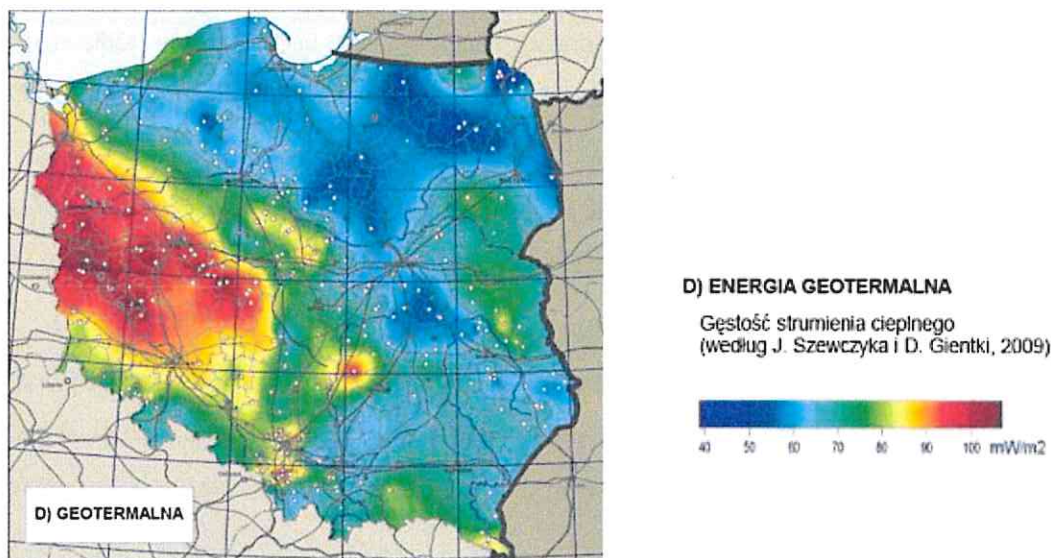 D) GEOTERMALNA
D) ENERGIA GEOTERMALNA
Gęstość strumienia cieplnego
(według J. Szewczyka i D. Gientki, 2009)
40 50 60 70 80 90 100 mW/m2